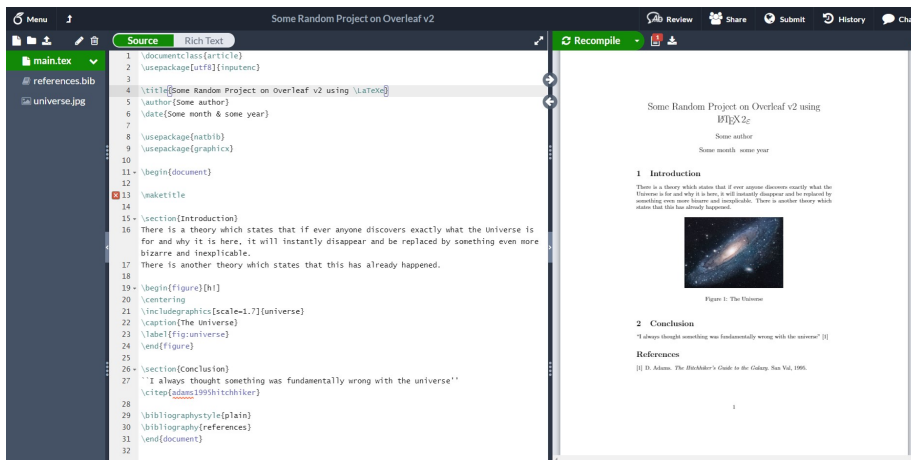 Menu
Some Random Project on Overleaf v2
Review
Share
Submit
History
Cha
Source
Rich Text
Recompile
main.tex
references.bib
universe.jpg
1 \documentclass{article}
2 \usepackage[utf8]{inputenc}
3
4 \title{Some Random Project on Overleaf v2 using \LaTeXe}
5 \author{Some author}
6 \date{Some month & some year}
7
8 \usepackage{natbib}
9 \usepackage{graphicx}
10
11 \begin{document}
12
13 \maketitle
14
15 \section{Introduction}
16 There is a theory which states that if ever anyone discovers exactly what the Universe is
for and why it is here, it will instantly disappear and be replaced by something even more
bizarre and inexplicable.
17 There is another theory which states that this has already happened.
18
19 \begin{figure}[h!]
20 \centering
21 \includegraphics[scale=1.7]{universe}
22 \caption{The Universe}
23 \label{fig:universe}
24 \end{figure}
25
26 \section{Conclusion}
27 ``I always thought something was fundamentally wrong with the universe''
\citep{adams1995hitchhiker}
28
29 \bibliographystyle{plain}
30 \bibliography{references}
31 \end{document}
32
Some Random Project on Overleaf v2 using
LATEX 2ε
Some author
Some month some year
1 Introduction
There is a theory which states that if ever anyone discovers exactly what the
Universe is for and why it is here, it will instantly disappear and be replaced by
something even more bizarre and inexplicable. There is another theory which
states that this has already happened.
Figure 1: The Universe
2 Conclusion
"I always thought something was fundamentally wrong with the universe" [1]
References
[1] D. Adams. The Hitchhiker's Guide to the Galaxy. San Val, 1995.
1